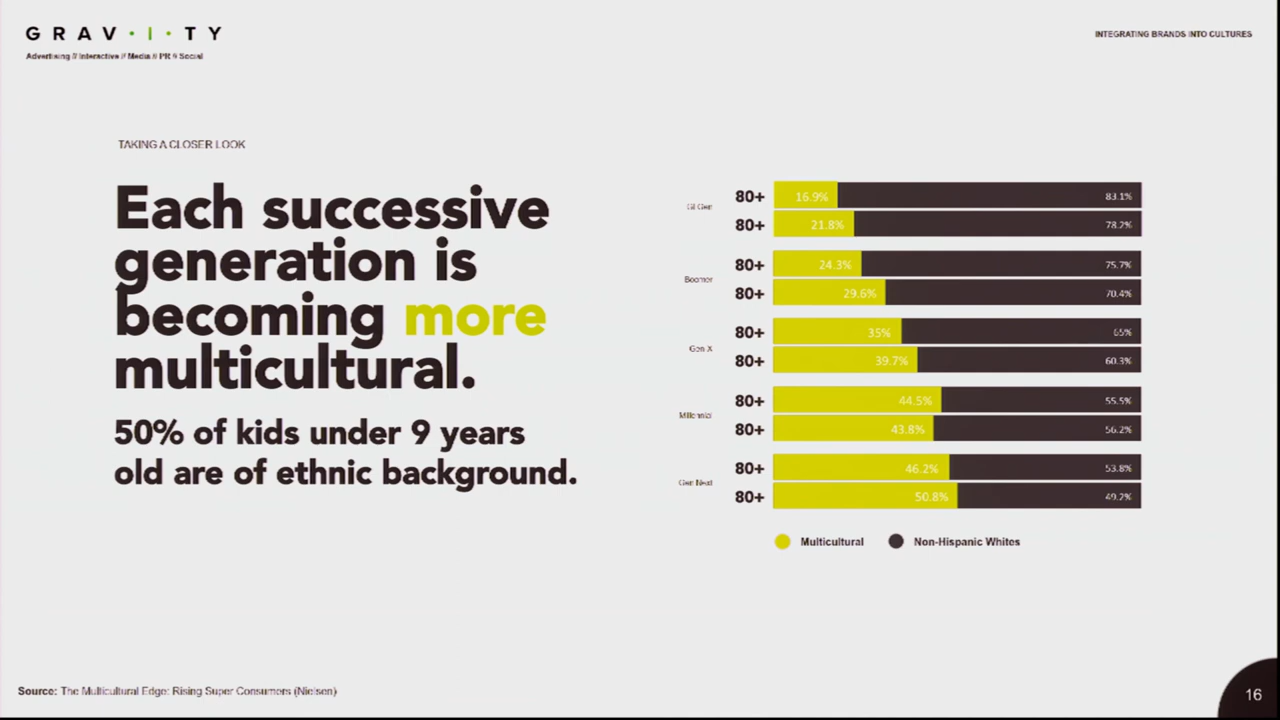 GRAV·I·TY
Advertising // Interactive // Media // PR & Social
INTEGRATING BRANDS INTO CULTURES
TAKING A CLOSER LOOK
Each successive
generation is
becoming more
multicultural.
50% of kids under 9 years
old are of ethnic background.
GI Gen
80+ 16.9% 83.1%
80+ 21.8% 78.2%
Boomer
80+ 24.3% 75.7%
80+ 29.6% 70.4%
Gen X
80+ 35% 65%
80+ 39.7% 60.3%
Millennial
80+ 44.5% 55.5%
80+ 43.8% 56.2%
Gen Next
80+ 46.2% 53.8%
80+ 50.8% 49.2%
Multicultural Non-Hispanic Whites
Source: The Multicultural Edge: Rising Super Consumers (Nielsen)
16